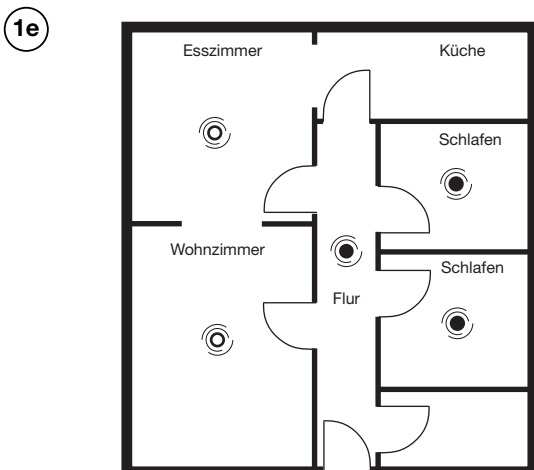 1e
Esszimmer
Küche
Schlafen
Wohnzimmer
Schlafen
Flur